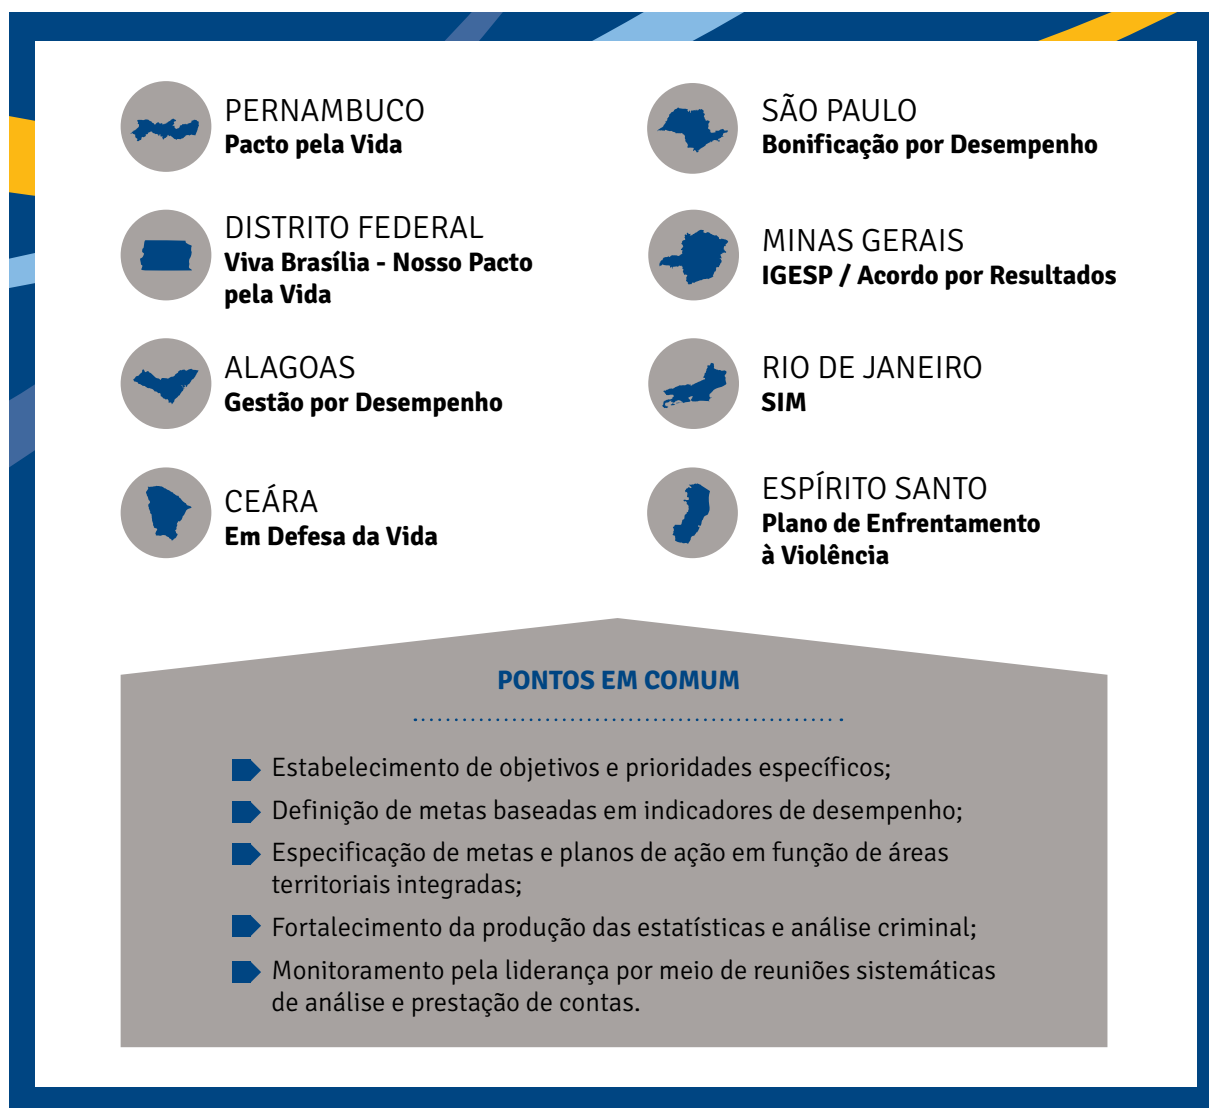 PERNAMBUCO
Pacto pela Vida
DISTRITO FEDERAL
Viva Brasília - Nosso Pacto
pela Vida
ALAGOAS
Gestão por Desempenho
CEÁRA
Em Defesa da Vida
SÃO PAULO
Bonificação por Desempenho
MINAS GERAIS
IGESP / Acordo por Resultados
RIO DE JANEIRO
SIM
ESPÍRITO SANTO
Plano de Enfrentamento
à Violência
PONTOS EM COMUM
Estabelecimento de objetivos e prioridades específicos;
Definição de metas baseadas em indicadores de desempenho;
Especificação de metas e planos de ação em função de áreas
territoriais integradas;
Fortalecimento da produção das estatísticas e análise criminal;
Monitoramento pela liderança por meio de reuniões sistemáticas
de análise e prestação de contas.